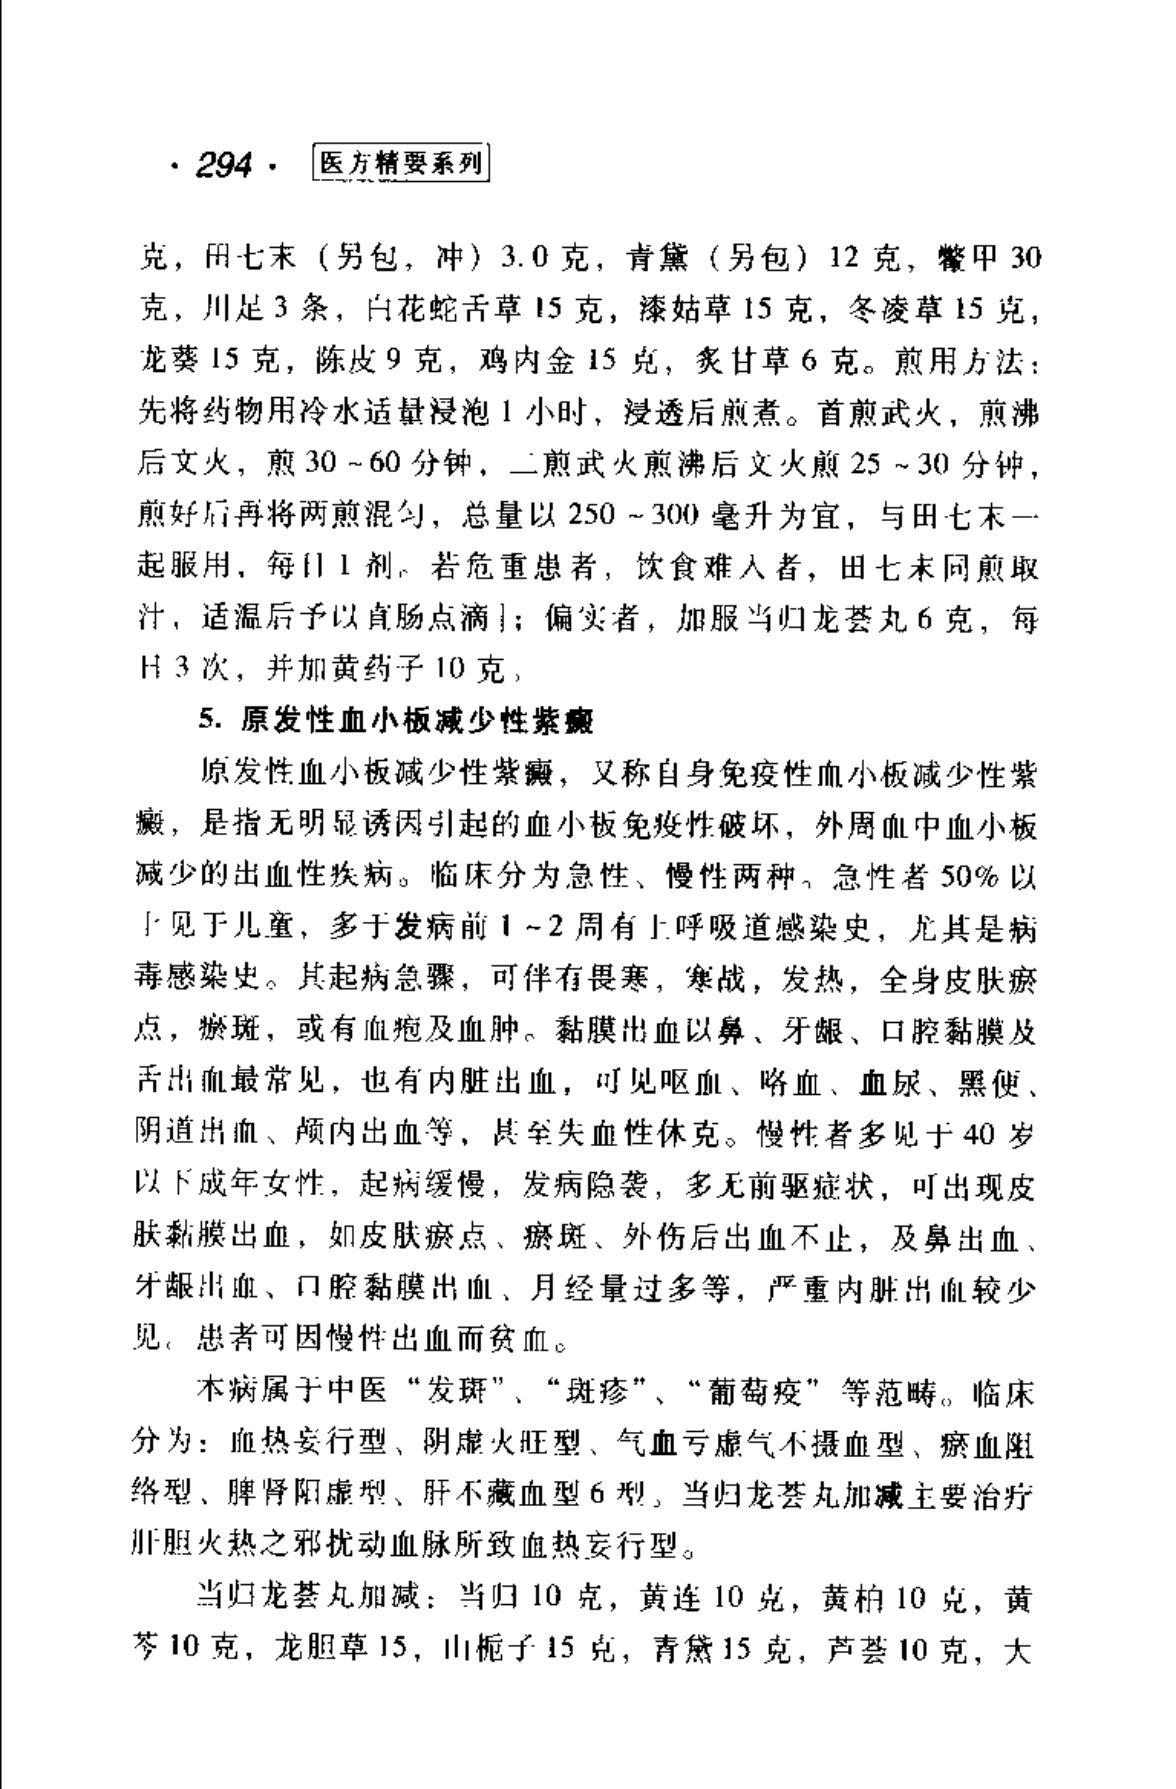 · 294 · 医方精要系列
克，田七末（另包，冲）3.0 克，青黛（另包）12 克，鳖甲 30
克，川足 3 条，白花蛇舌草 15 克，漆姑草 15 克，冬凌草 15 克，
龙葵 15 克，陈皮 9 克，鸡内金 15 克，炙甘草 6 克。煎用方法：
先将药物用冷水适量浸泡 1 小时，浸透后煎煮。首煎武火，煎沸
后文火，煎 30 ~ 60 分钟，二煎武火煎沸后文火煎 25 ~ 30 分钟，
煎好后再将两煎混匀，总量以 250 ~ 300 毫升为宜，与田七末一
起服用，每日 1 剂。若危重患者，饮食难入者，田七末同煎取
汁，适温后予以直肠点滴；偏实者，加服当归龙荟丸 6 克，每
日 3 次，并加黄药子 10 克。
5. 原发性血小板减少性紫癜
原发性血小板减少性紫癜，又称自身免疫性血小板减少性紫
癜，是指无明显诱因引起的血小板免疫性破坏，外周血中血小板
减少的出血性疾病。临床分为急性、慢性两种。急性者 50% 以
上见于儿童，多于发病前 1 ~ 2 周有上呼吸道感染史，尤其是病
毒感染史。其起病急骤，可伴有畏寒，寒战，发热，全身皮肤瘀
点，瘀斑，或有血疱及血肿。黏膜出血以鼻、牙龈、口腔黏膜及
舌出血最常见，也有内脏出血，可见呕血、咯血、血尿、黑便、
阴道出血、颅内出血等，甚至失血性休克。慢性者多见于 40 岁
以下成年女性，起病缓慢，发病隐袭，多无前驱症状，可出现皮
肤黏膜出血，如皮肤瘀点、瘀斑、外伤后出血不止，及鼻出血、
牙龈出血、口腔黏膜出血、月经量过多等，严重内脏出血较少
见。患者可因慢性出血而贫血。
本病属于中医“发斑”、“斑疹”、“葡萄疫”等范畴。临床
分为：血热妄行型、阴虚火旺型、气血亏虚气不摄血型、瘀血阻
络型、脾肾阳虚型、肝不藏血型 6 型。当归龙荟丸加减主要治疗
肝胆火热之邪扰动血脉所致血热妄行型。
当归龙荟丸加减：当归 10 克，黄连 10 克，黄柏 10 克，黄
芩 10 克，龙胆草 15，山栀子 15 克，青黛 15 克，芦荟 10 克，大